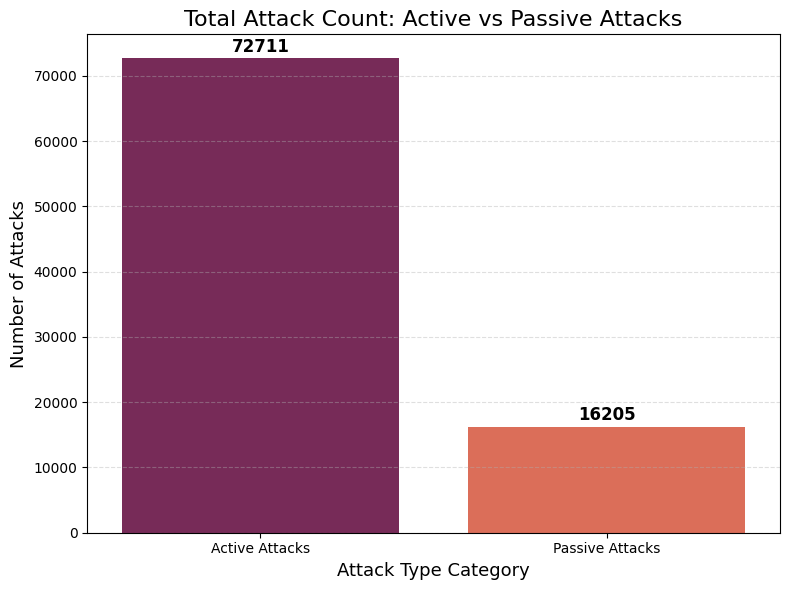 Total Attack Count: Active vs Passive Attacks
72711
70000
60000
50000
40000
30000
20000
16205
10000
0
Number of Attacks
Active Attacks
Passive Attacks
Attack Type Category